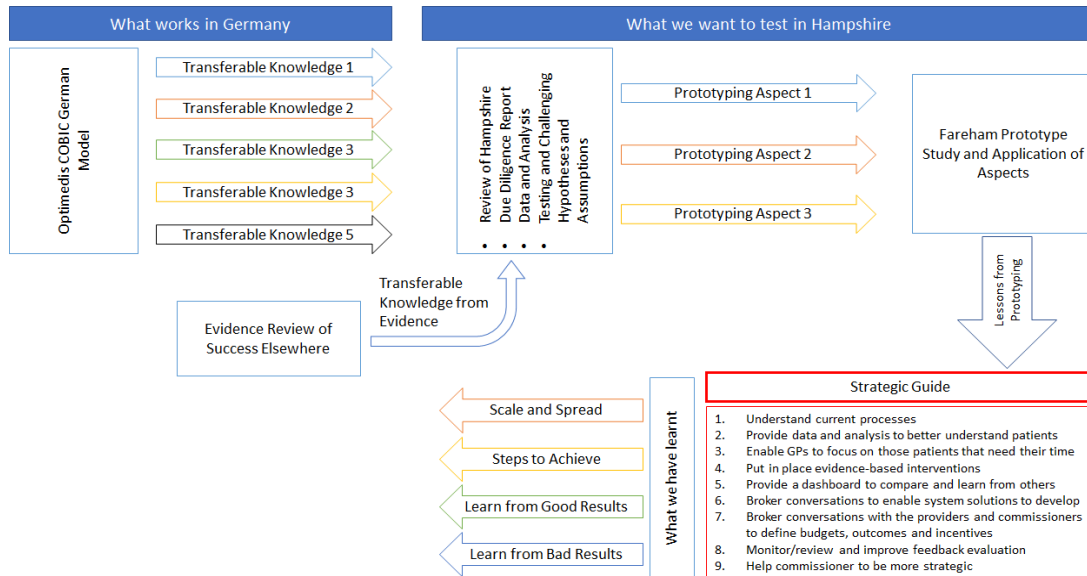 What works in Germany
What we want to test in Hampshire
Optimedis COBIC German
Model
Transferable Knowledge 1
Transferable Knowledge 2
Transferable Knowledge 3
Transferable Knowledge 3
Transferable Knowledge 5
• Review of Hampshire
• Due Diligence Report
• Data and Analysis
• Testing and Challenging
Hypotheses and
Assumptions
Prototyping Aspect 1
Prototyping Aspect 2
Prototyping Aspect 3
Fareham Prototype
Study and Application of
Aspects
Transferable
Knowledge from
Evidence
Evidence Review of
Success Elsewhere
Lessons from
Prototyping
Strategic Guide
1. Understand current processes
2. Provide data and analysis to better understand patients
3. Enable GPs to focus on those patients that need their time
4. Put in place evidence-based interventions
5. Provide a dashboard to compare and learn from others
6. Broker conversations to enable system solutions to develop
7. Broker conversations with the providers and commissioners
to define budgets, outcomes and incentives
8. Monitor/review and improve feedback evaluation
9. Help commissioner to be more strategic
What we have learnt
Scale and Spread
Steps to Achieve
Learn from Good Results
Learn from Bad Results